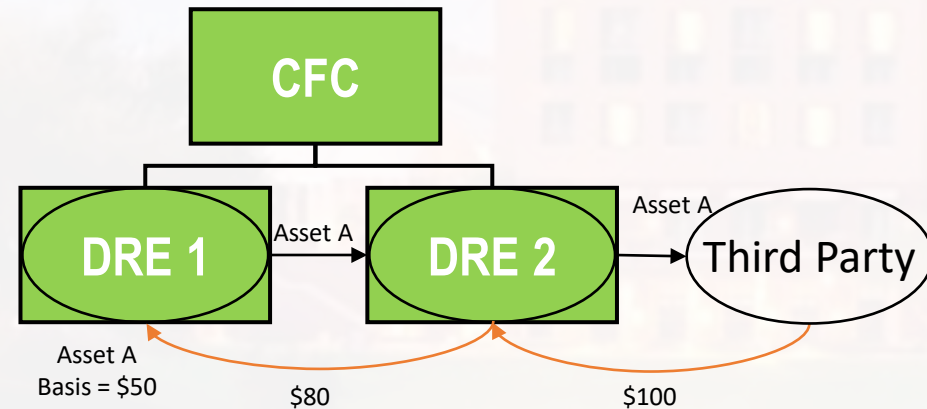 CFC
DRE 1
Asset A
DRE 2
Asset A
Third Party
Asset A
Basis = $50
$80
$100